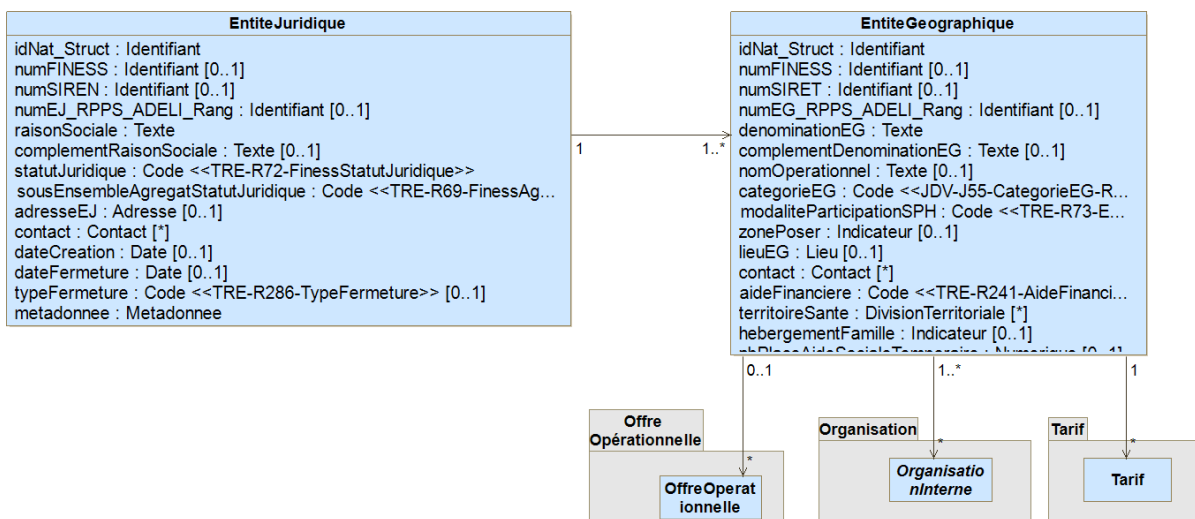 EntiteJuridique
idNat_Struct : Identifiant
numFINESS : Identifiant [0..1]
numSIREN : Identifiant [0..1]
numEJ_RPPS_ADELI_Rang : Identifiant [0..1]
raisonSociale : Texte
complementRaisonSociale : Texte [0..1]
statutJuridique : Code <<TRE-R72-FinessStatutJuridique>>
sousEnsembleAgregatStatutJuridique : Code <<TRE-R69-FinessAg...
adresseEJ : Adresse [0..1]
contact : Contact [*]
dateCreation : Date [0..1]
dateFermeture : Date [0..1]
typeFermeture : Code <<TRE-R286-TypeFermeture>> [0..1]
metadonnee : Metadonnee
1
1..*
EntiteGeographique
idNat_Struct : Identifiant
numFINESS : Identifiant [0..1]
numSIRET : Identifiant [0..1]
numEG_RPPS_ADELI_Rang : Identifiant [0..1]
denominationEG : Texte
complementDenominationEG : Texte [0..1]
nomOperationnel : Texte [0..1]
categorieEG : Code <<JDV-J55-CategorieEG-R...
modaliteParticipationSPH : Code <<TRE-R73-E...
zonePoser : Indicateur [0..1]
lieuEG : Lieu [0..1]
contact : Contact [*]
aideFinanciere : Code <<TRE-R241-AideFinanci...
territoireSante : DivisionTerritoriale [*]
hebergementFamille : Indicateur [0..1]
nbPlaceAideSocialeTemporaire : Numerique [0..1]
0..1
1..*
1
Offre
Opérationnelle
*
OffreOperat
ionnelle
Organisation
*
Organisatio
nInterne
Tarif
*
Tarif